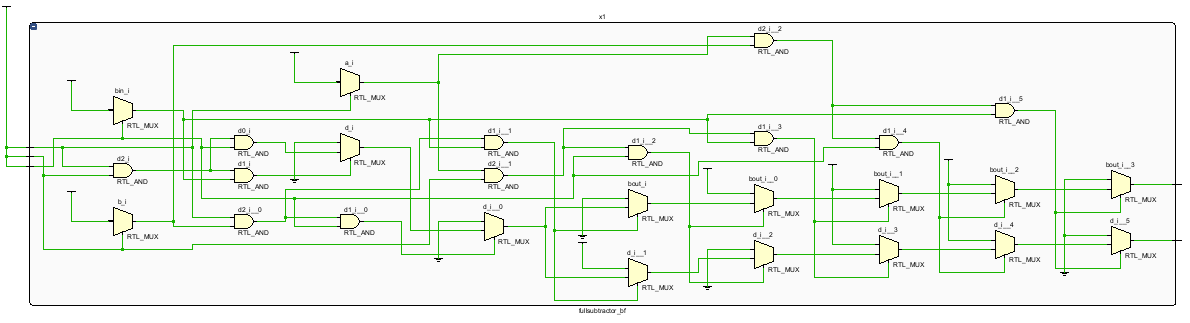 x1
d2_i__2
RTL_AND
a_i
RTL_MUX
bin_i
RTL_MUX
d1_i__5
RTL_AND
d0_i
RTL_AND
d_i
RTL_MUX
d1_i__1
RTL_AND
d1_i__3
RTL_AND
d1_i__4
RTL_AND
d1_i__2
RTL_AND
d2_i
RTL_AND
d1_i
RTL_AND
d2_i__1
RTL_AND
bout_i
RTL_MUX
bout_i__0
RTL_MUX
bout_i__1
RTL_MUX
bout_i__2
RTL_MUX
bout_i__3
RTL_MUX
b_i
RTL_MUX
d2_i__0
RTL_AND
d1_i__0
RTL_AND
d_i__0
RTL_MUX
d_i__1
RTL_MUX
d_i__2
RTL_MUX
d_i__3
RTL_MUX
d_i__4
RTL_MUX
d_i__5
RTL_MUX
fullsubtractor_bf